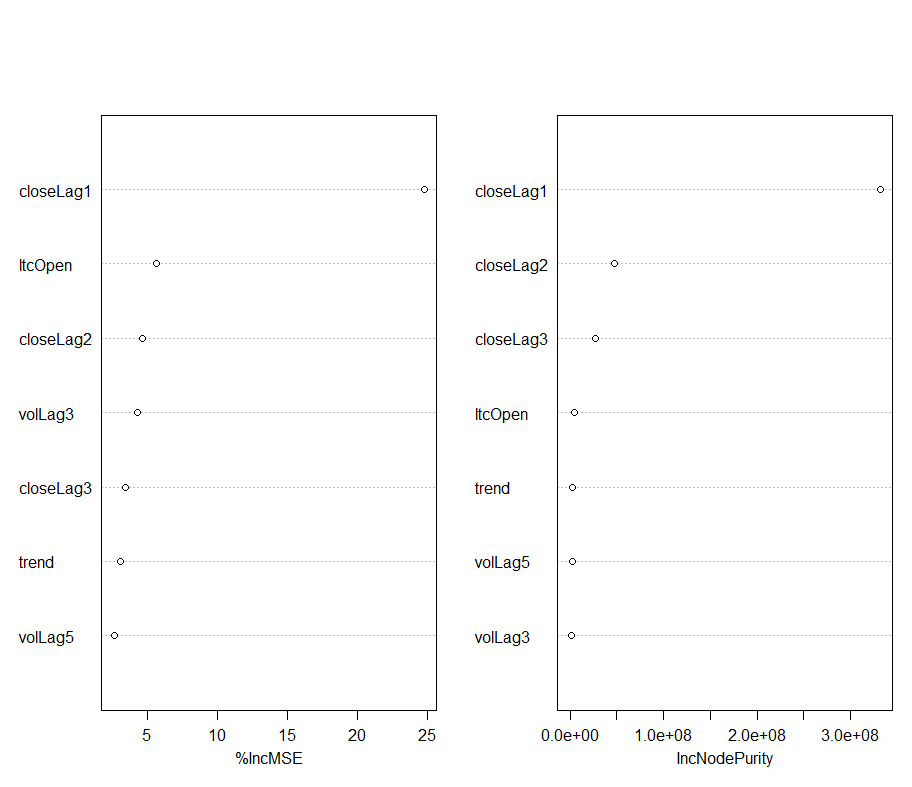 closeLag1
ltcOpen
closeLag2
volLag3
closeLag3
trend
volLag5
5 10 15 20 25
%IncMSE
closeLag1
closeLag2
closeLag3
ltcOpen
trend
volLag5
volLag3
0.0e+00 1.0e+08 2.0e+08 3.0e+08
IncNodePurity